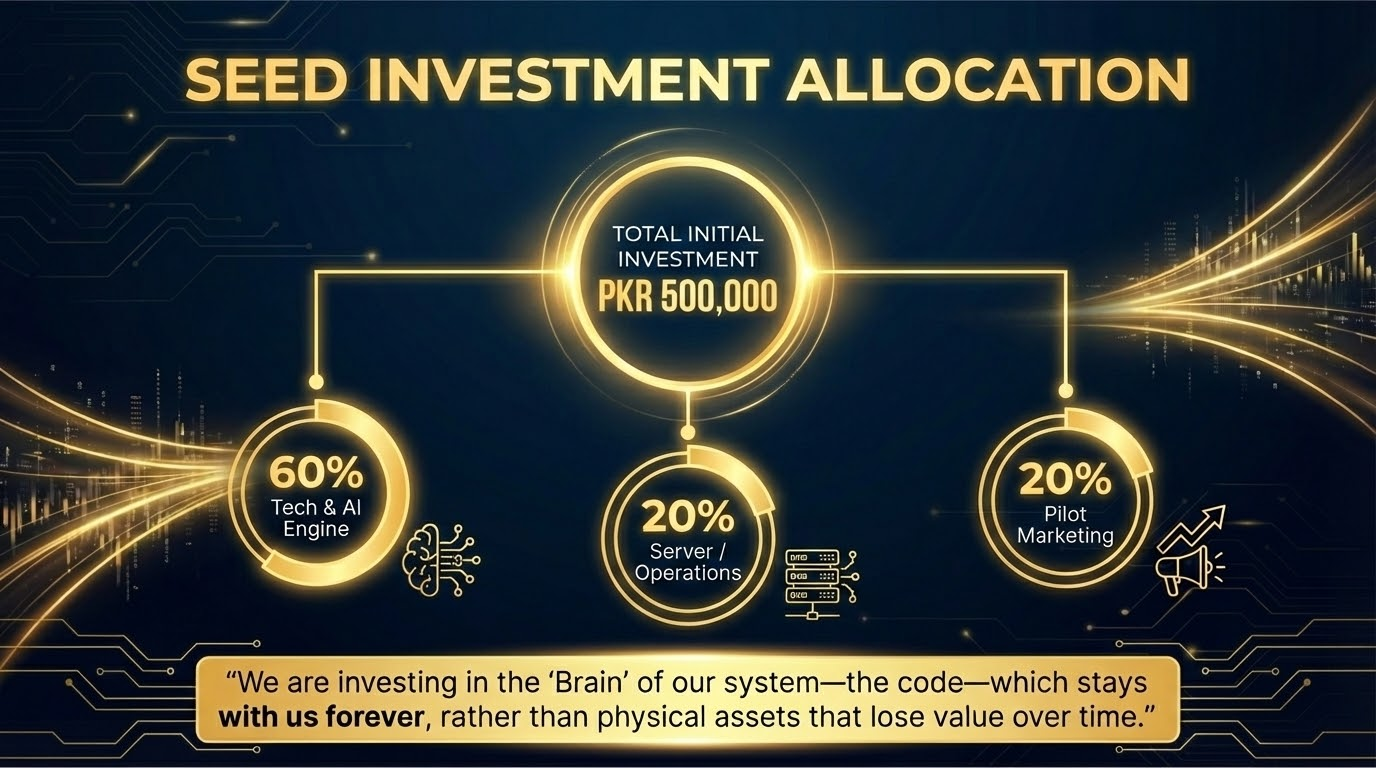 SEED INVESTMENT ALLOCATION
TOTAL INITIAL
INVESTMENT
PKR 500,000
60%
Tech & AI
Engine
20%
Server /
Operations
20%
Pilot
Marketing
“We are investing in the ‘Brain’ of our system—the code—which stays
with us forever, rather than physical assets that lose value over time.”